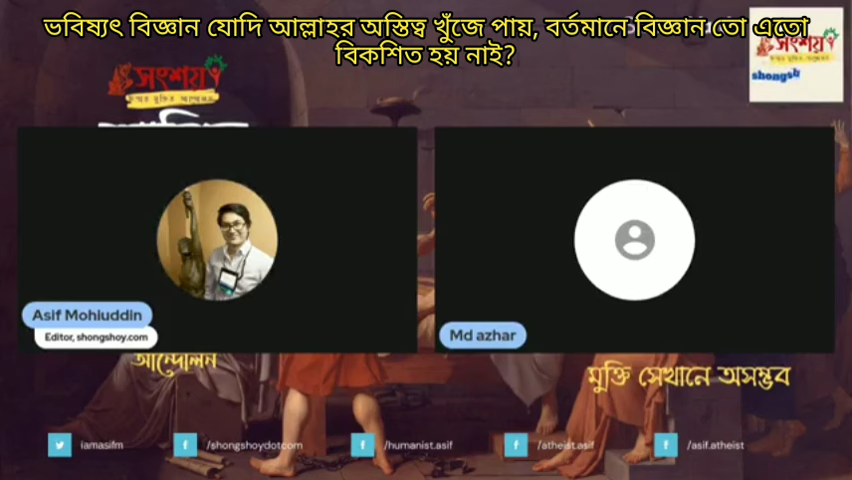 ভবিষ্যৎ বিজ্ঞান যোদি আল্লাহর অস্তিত্ব খুঁজে পায়, বর্তমানে বিজ্ঞান তো এতো
বিকশিত হয় নাই?
সংশয়
shongsh
Asif Mohiuddin
Editor, shongshoy.com
Md azhar
আন্দোলন
মুক্তি সেখানে অসম্ভব
iamasifm
/shongshoydotcom
/humanist.asif
/atheist.asif
/asif.atheist